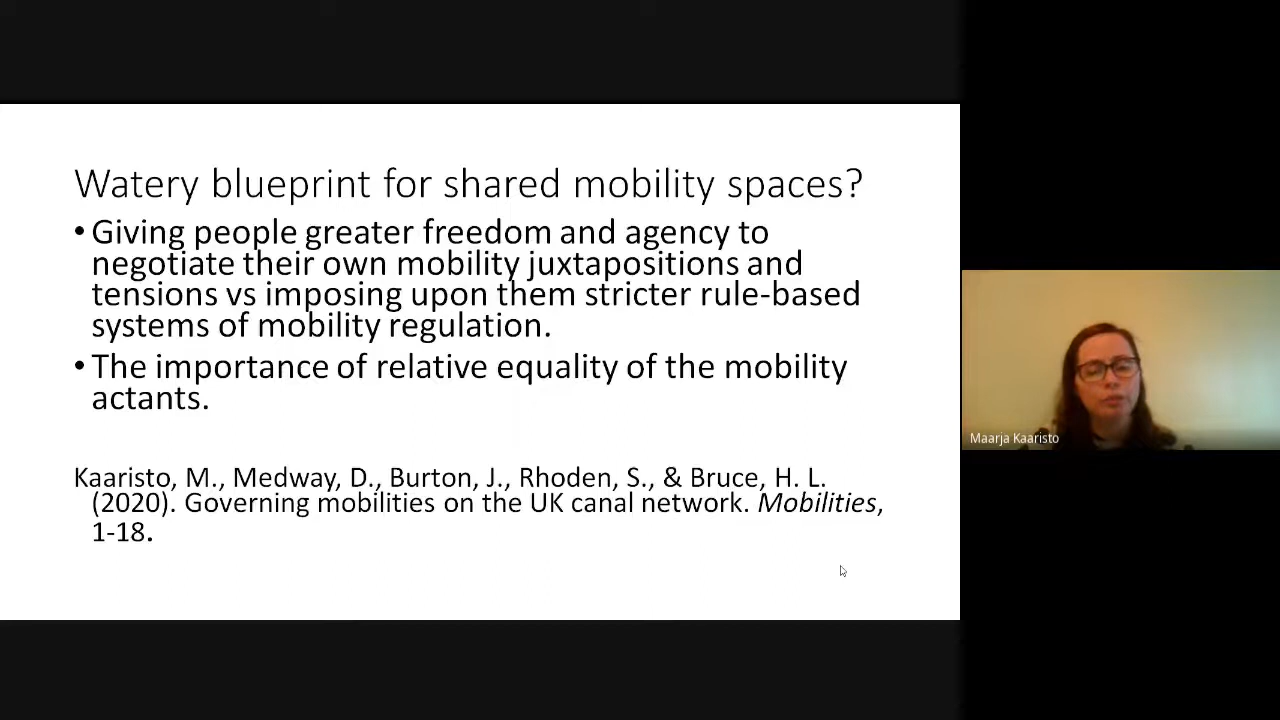 Watery blueprint for shared mobility spaces?
• Giving people greater freedom and agency to
negotiate their own mobility juxtapositions and
tensions vs imposing upon them stricter rule-based
systems of mobility regulation.
• The importance of relative equality of the mobility
actants.
Kaaristo, M., Medway, D., Burton, J., Rhoden, S., & Bruce, H. L.
(2020). Governing mobilities on the UK canal network. Mobilities,
1-18.
Maarja Kaaristo